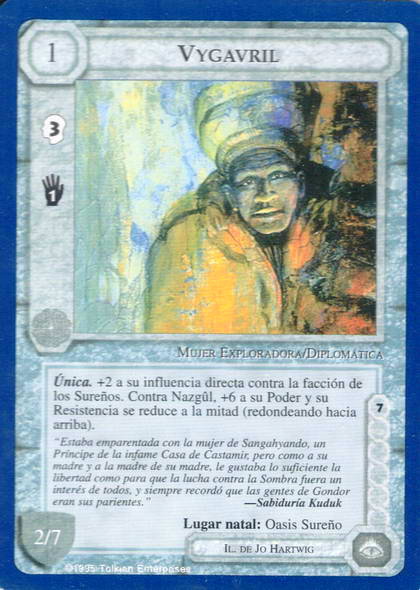 1
VYGAVRIL
3
1
MUJER EXPLORADORA/DIPLOMÁTICA
Única. +2 a su influencia directa contra la facción de
los Sureños. Contra Nazgûl, +6 a su Poder y su
Resistencia se reduce a la mitad (redondeando hacia
arriba).
7
"Estaba emparentada con la mujer de Sangahyando, un
Príncipe de la infame Casa de Castamir, pero como a su
madre y a la madre de su madre, le gustaba lo suficiente la
libertad como para que la lucha contra la Sombra fuera un
interés de todos, y siempre recordó que las gentes de Gondor
eran sus parientes." —Sabiduría Kuduk
Lugar natal: Oasis Sureño
2/7
IL. DE JO HARTWIG
©1995 Tolkien Enterprises